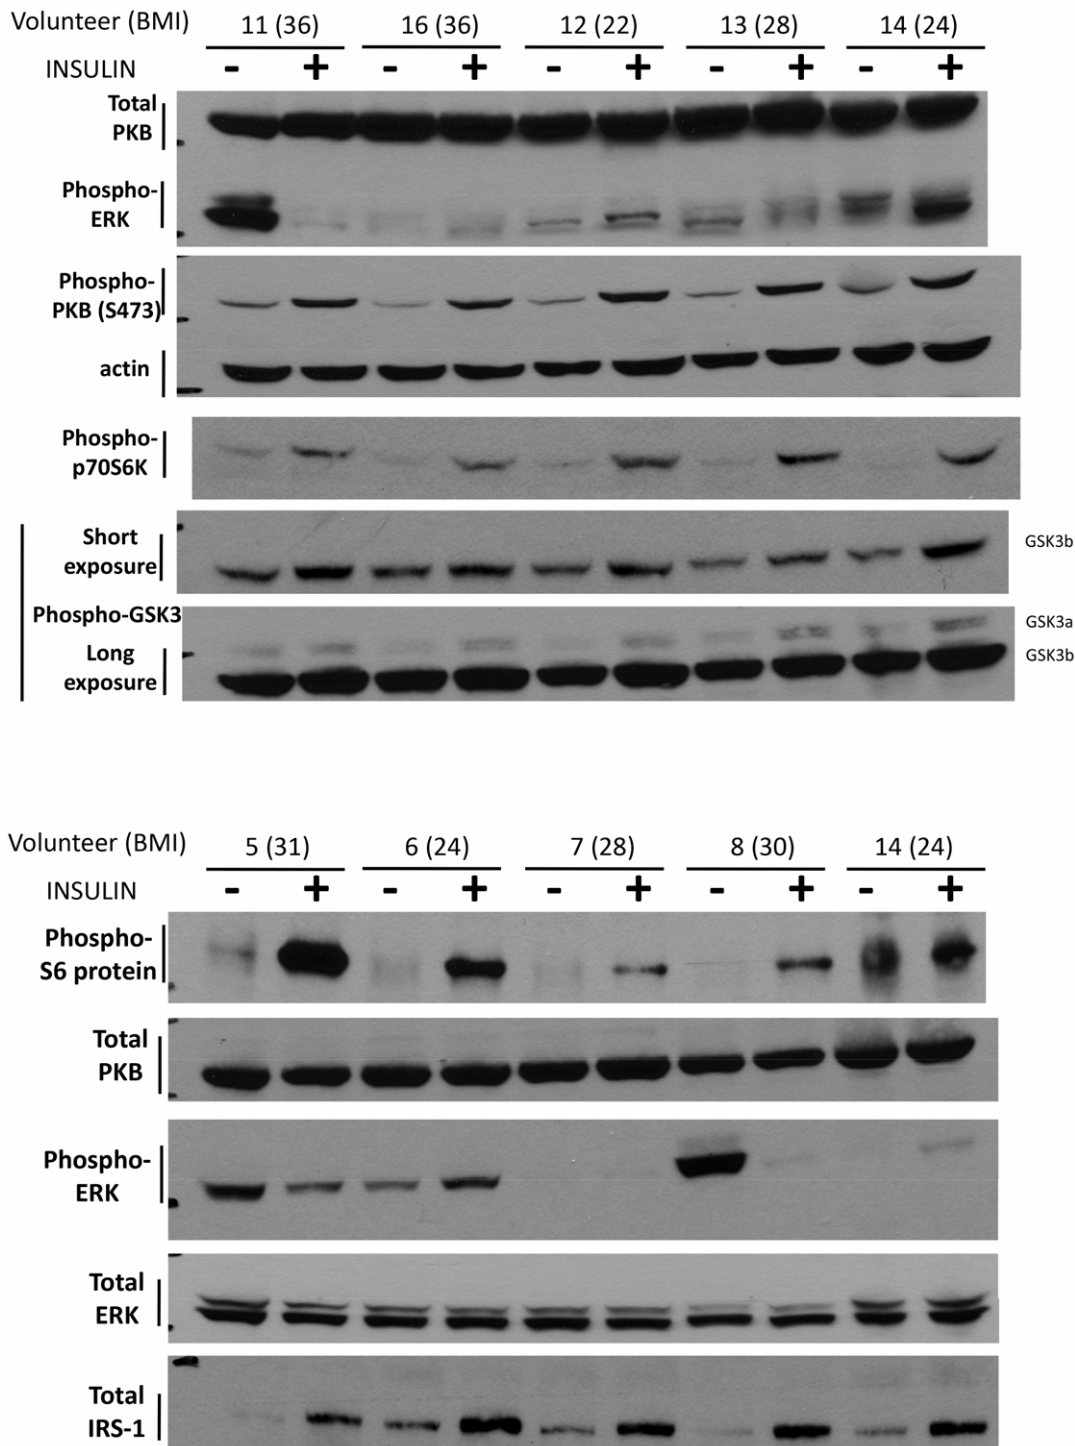 Volunteer (BMI) 11 (36) 16 (36) 12 (22) 13 (28) 14 (24)
INSULIN - + - + - + - + - +
Total
PKB
Phospho-
ERK
Phospho-
PKB (S473)
actin
Phospho-
p70S6K
Short
exposure
GSK3b
Phospho-GSK3
GSK3a
Long
exposure
GSK3b
Volunteer (BMI) 5 (31) 6 (24) 7 (28) 8 (30) 14 (24)
INSULIN - + - + - + - + - +
Phospho-
S6 protein
Total
PKB
Phospho-
ERK
Total
ERK
Total
IRS-1